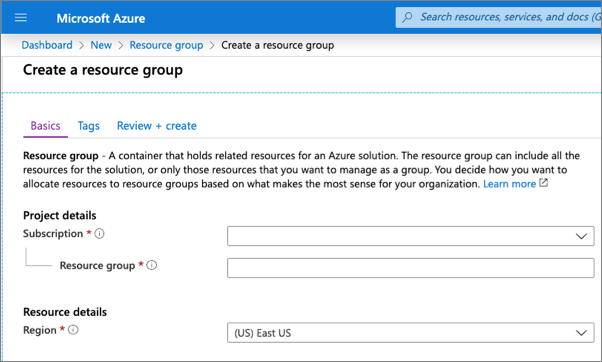 Microsoft Azure
Search resources, services, and docs (G
Dashboard > New > Resource group > Create a resource group
Create a resource group
Basics Tags Review + create
Resource group - A container that holds related resources for an Azure solution. The resource group can include all the
resources for the solution, or only those resources that you want to manage as a group. You decide how you want to
allocate resources to resource groups based on what makes the most sense for your organization. Learn more
Project details
Subscription *
Resource group *
Resource details
Region * (US) East US